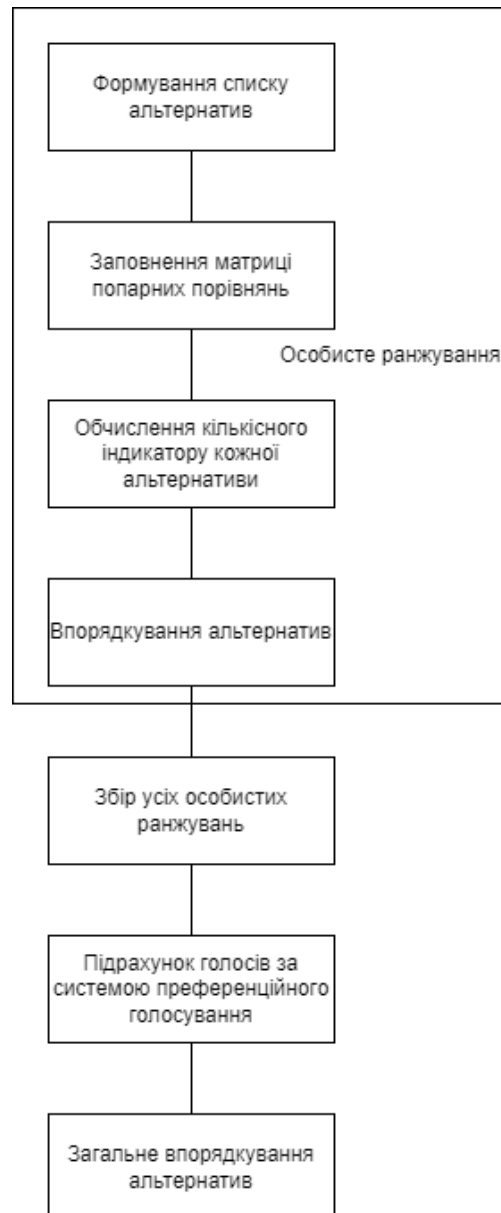 Формування списку
альтернатив
Заповнення матриці
попарних порівнянь
Особисте ранжування
Обчислення кількісного
індикатору кожної
альтернативи
Впорядкування альтернатив
Збір усіх особистих
ранжувань
Підрахунок голосів за
системою преференційного
голосування
Загальне впорядкування
альтернатив